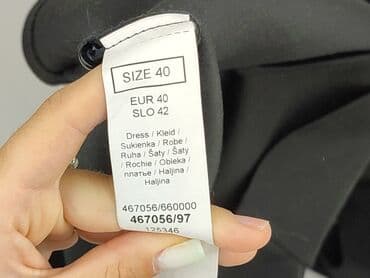 SIZE 40
EUR 40
SLO 42
Dress / Kleid /
Sukienka / Robe /
Ruha / Šaty / Šaty
/ Rochie / Obleka /
платье / Haljina /
Haljina
467056/660000
467056/97
125346